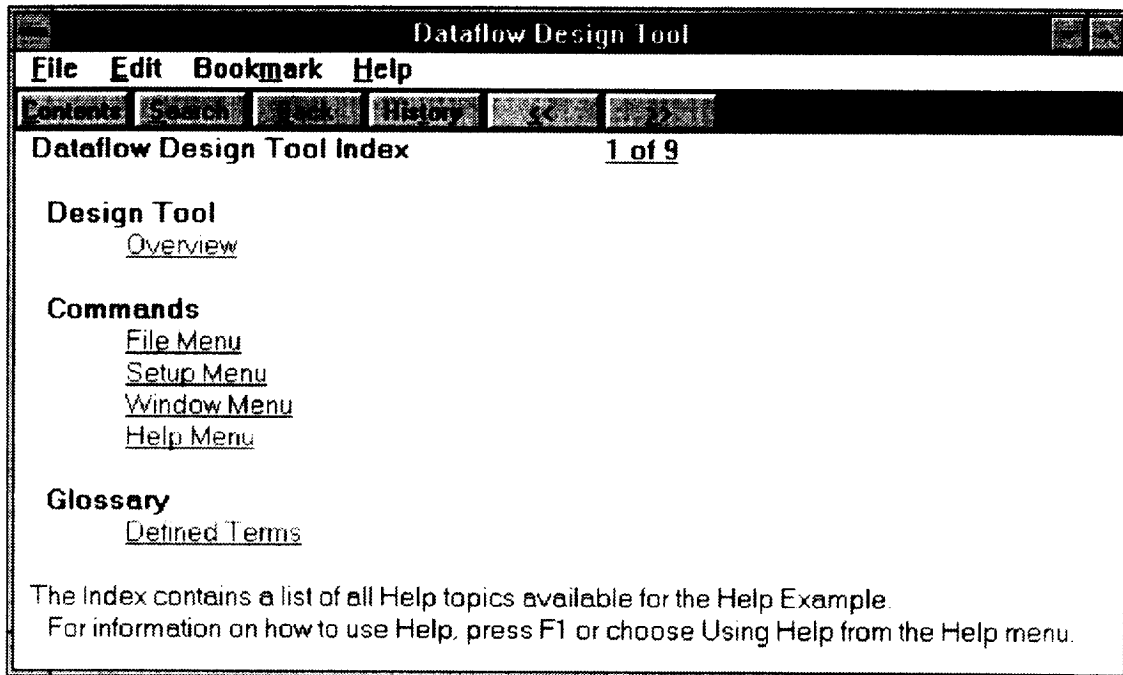 Dataflow Design Tool
File Edit Bookmark Help
Contents Search Back History << >>
Dataflow Design Tool Index 1 of 9
Design Tool
Overview
Commands
File Menu
Setup Menu
Window Menu
Help Menu
Glossary
Defined Terms
The Index contains a list of all Help topics available for the Help Example.
For information on how to use Help, press F1 or choose Using Help from the Help menu.